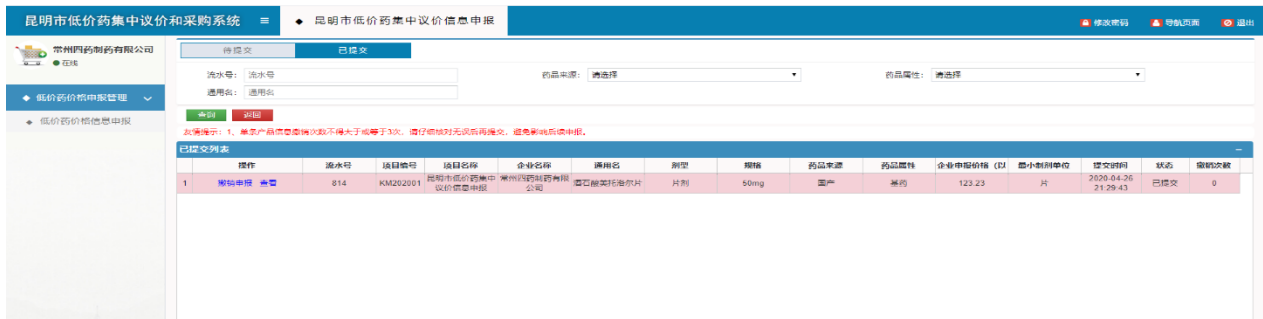 昆明市低价药集中议价和采购系统
昆明市低价药集中议价信息申报
修改密码 导航页面 退出
常州四药制药有限公司
在线
低价药价格申报管理
低价药价格信息申报
待提交 已提交
流水号： 流水号 药品来源： 请选择 药品属性： 请选择
通用名： 通用名
查询 返回
友情提示：1、单条产品信息撤销次数不得大于或等于3次，请仔细核对无误后再提交，避免影响后续申报。
已提交列表
操作 流水号 项目编号 项目名称 企业名称 通用名 剂型 规格 药品来源 药品属性 企业申报价格（以 最小制剂单位 提交时间 状态 撤销次数
1 撤销申报 查看 814 KM202001 昆明市低价药集中议价信息申报 常州四药制药有限公司 酒石酸美托洛尔片 片剂 50mg 国产 基药 123.23 片 2020-04-26 21:29:43 已提交 0